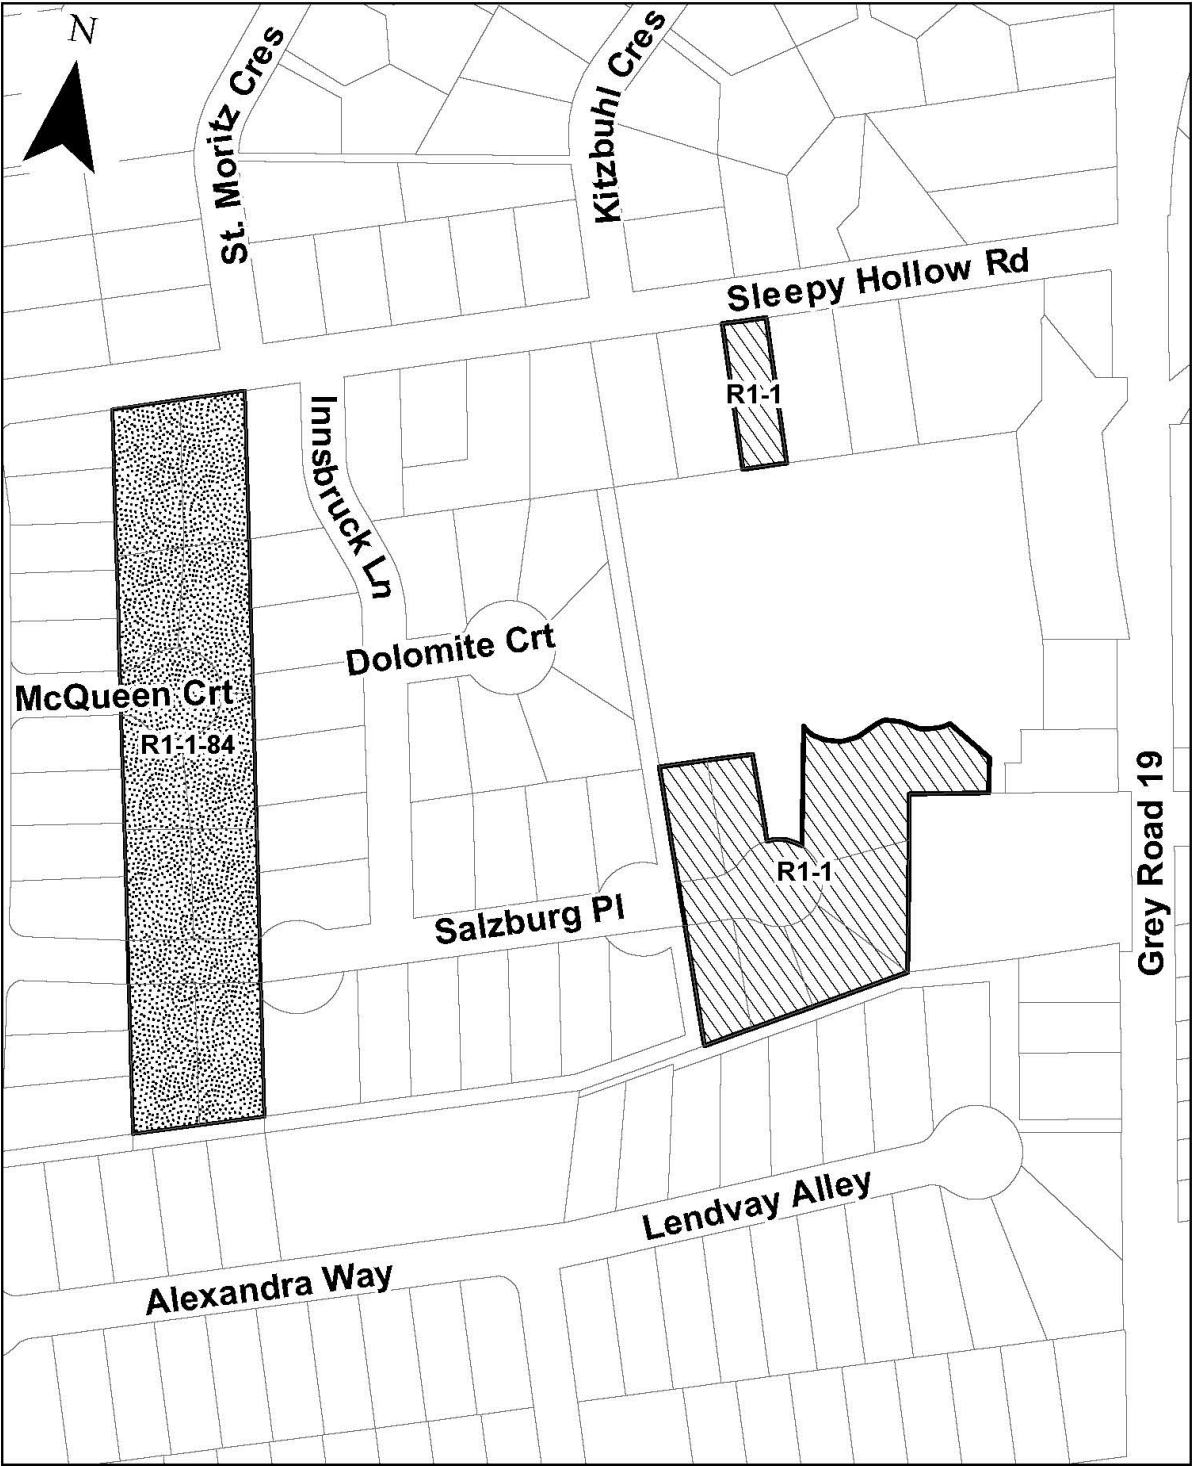 N
St. Moritz Cres
Kitzbuhl Cres
Sleepy Hollow Rd
R1-1
Innsbruck Ln
Dolomite Crt
McQueen Crt
R1-1-84
Grey Road 19
R1-1
Salzburg Pl
Lendvay Alley
Alexandra Way